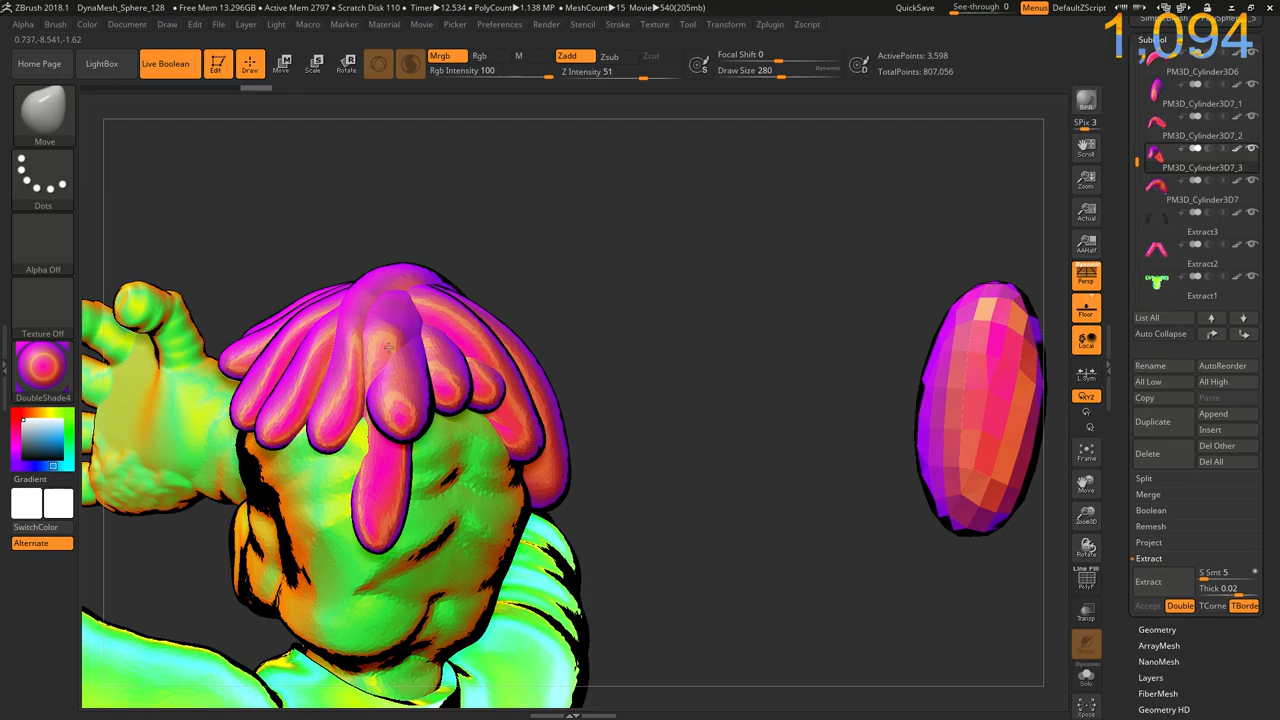 ZBrush 2018.1 DynaMesh_Sphere_128 • Free Mem 13.296GB • Active Mem 2797 • Scratch Disk 110 • Timer▸12.534 • PolyCount▸1.138 MP • MeshCount▸15 Movie▸540(205mb) QuickSave See-through 0 Menus DefaultZScript
Alpha Brush Color Document Draw Edit File Layer Light Macro Marker Material Movie Picker Preferences Render Stencil Stroke Texture Tool Transform Zplugin Zscript
1,094
0.737,-8.541,-1.62
Home Page LightBox Live Boolean Edit Draw Move Scale Rotate
Mrgb Rgb M Zadd Zsub Zcut
Rgb Intensity 100 Z Intensity 51
Focal Shift 0
Draw Size 280 Dynamic
S D
ActivePoints: 3,598
TotalPoints: 807,056
Move
Dots
Alpha Off
Texture Off
DoubleShade4
Gradient
SwitchColor
Alternate
BPR
SPix 3
Scroll
Zoom
Actual
AAHalf
Dynamic
Persp
Floor
Local
L.Sym
XYZ
Frame
Move
Zoom3D
Rotate
Line Fill
PolyF
Transp
Dynamic
Solo
Xpose
Subtool
PM3D_Cylinder3D6
PM3D_Cylinder3D7_1
PM3D_Cylinder3D7_2
PM3D_Cylinder3D7_3
PM3D_Cylinder3D7
Extract3
Extract2
Extract1
List All
Auto Collapse
Rename AutoReorder
All Low All High
Copy Paste
Duplicate Append
Insert
Delete Del Other
Del All
Split
Merge
Boolean
Remesh
Project
Extract
Extract S Smt 5
Thick 0.02
Accept Double TCorne TBorde
Geometry
ArrayMesh
NanoMesh
Layers
FiberMesh
Geometry HD